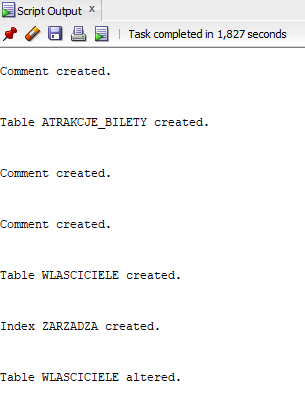 Script Output x
Task completed in 1,827 seconds
Comment created.
Table ATRAKCJE_BILETY created.
Comment created.
Comment created.
Table WLASCICIELE created.
Index ZARZADZA created.
Table WLASCICIELE altered.